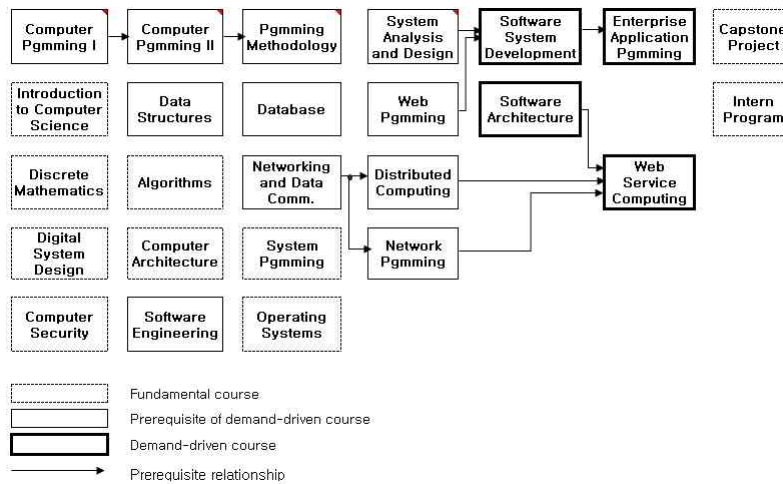 Computer
Pgmming I
Computer
Pgmming II
Pgmming
Methodology
System
Analysis
and Design
Software
System
Development
Enterprise
Application
Pgmming
Capstone
Project
Introduction
to Computer
Science
Data
Structures
Database
Web
Pgmming
Software
Architecture
Intern
Program
Discrete
Mathematics
Algorithms
Networking
and Data
Comm.
Distributed
Computing
Web
Service
Computing
Digital
System
Design
Computer
Architecture
System
Pgmming
Network
Pgmming
Computer
Security
Software
Engineering
Operating
Systems
Fundamental course
Prerequisite of demand-driven course
Demand-driven course
Prerequisite relationship